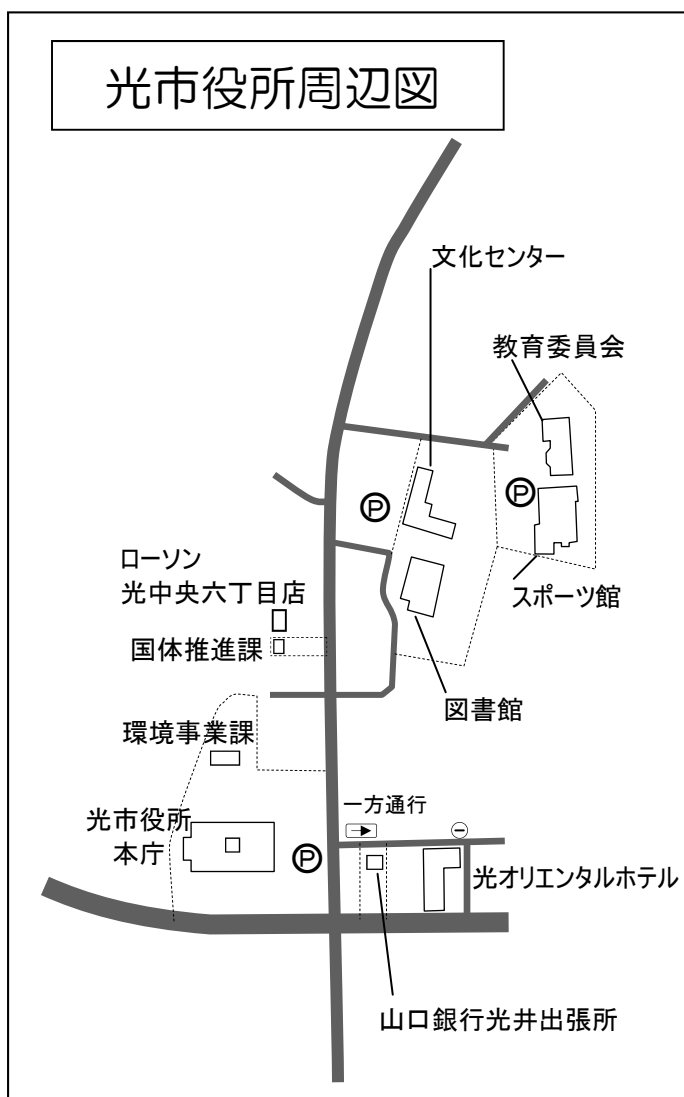 光市役所周辺図
文化センター
教育委員会
Ⓟ
Ⓟ
スポーツ館
ローソン
光中央六丁目店
国体推進課
図書館
環境事業課
一方通行
光市役所
本庁
Ⓟ
光オリエンタルホテル
山口銀行光井出張所